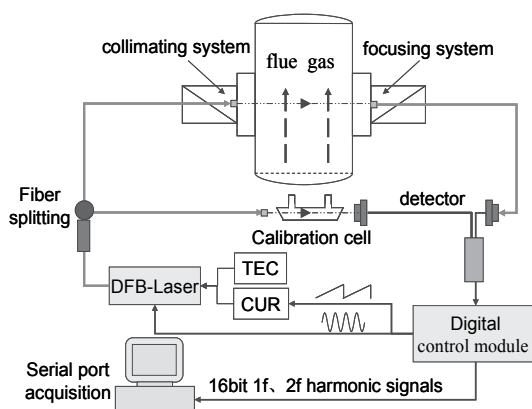 collimating system
focusing system
flue gas
Fiber
splitting
detector
Calibration cell
DFB-Laser
TEC
CUR
Digital
control module
Serial port
acquisition
16bit 1f、2f harmonic signals